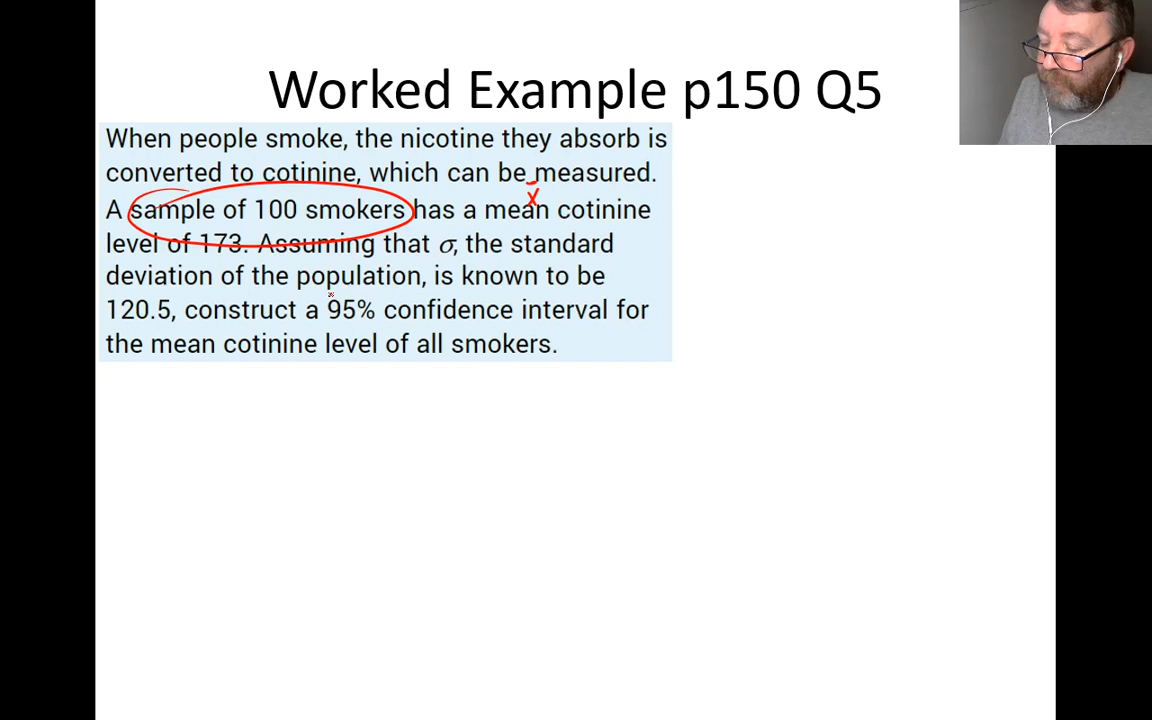 Worked Example p150 Q5
When people smoke, the nicotine they absorb is
converted to cotinine, which can be measured.
x̄
A sample of 100 smokers has a mean cotinine
level of 173. Assuming that σ, the standard
deviation of the population, is known to be
120.5, construct a 95% confidence interval for
the mean cotinine level of all smokers.